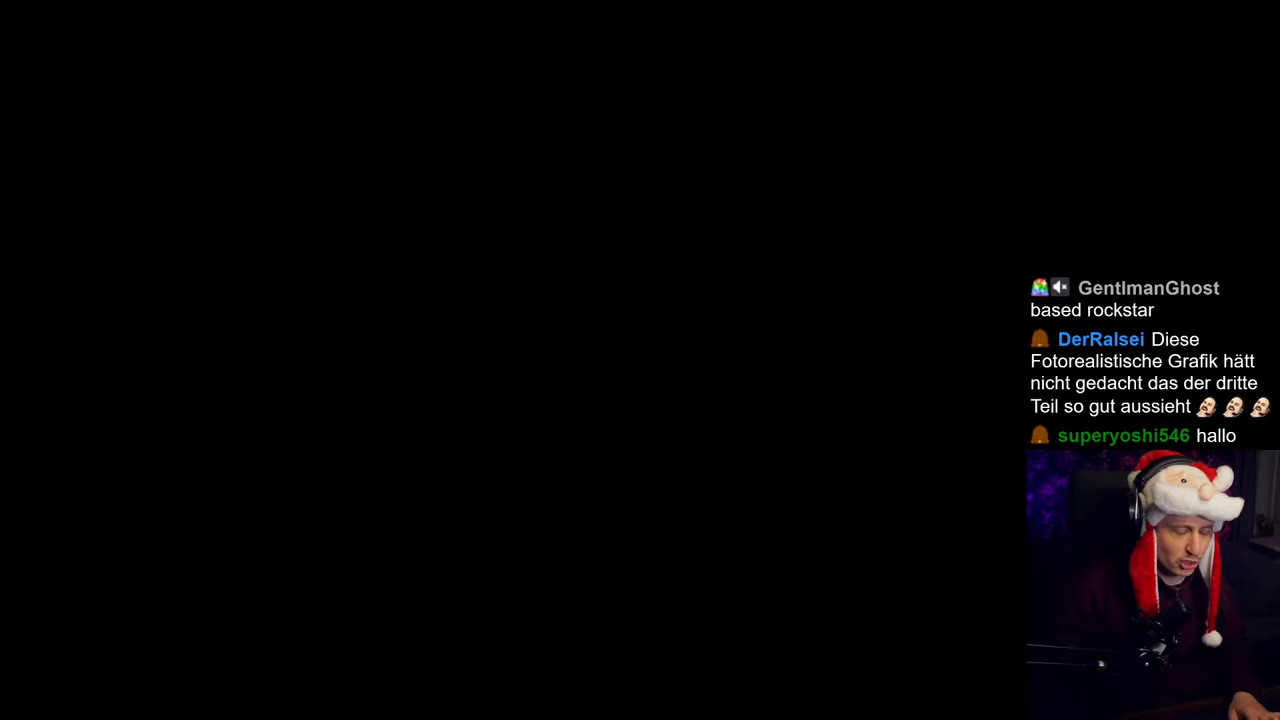 GentlmanGhost
based rockstar
DerRalsei Diese
Fotorealistische Grafik hätt
nicht gedacht das der dritte
Teil so gut aussieht
superyoshi546 hallo